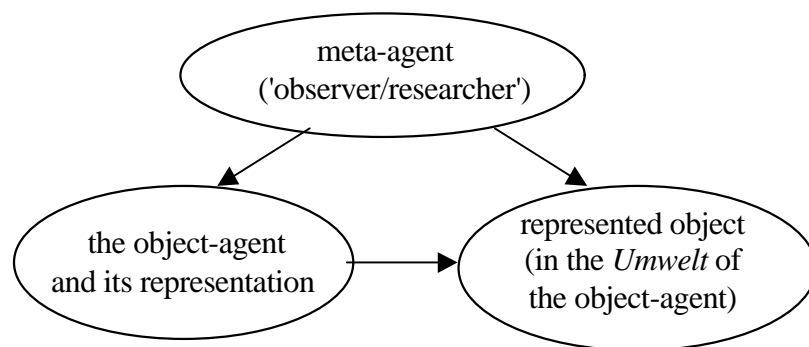 meta-agent
('observer/researcher')
the object-agent
and its representation
represented object
(in the Umwelt of
the object-agent)